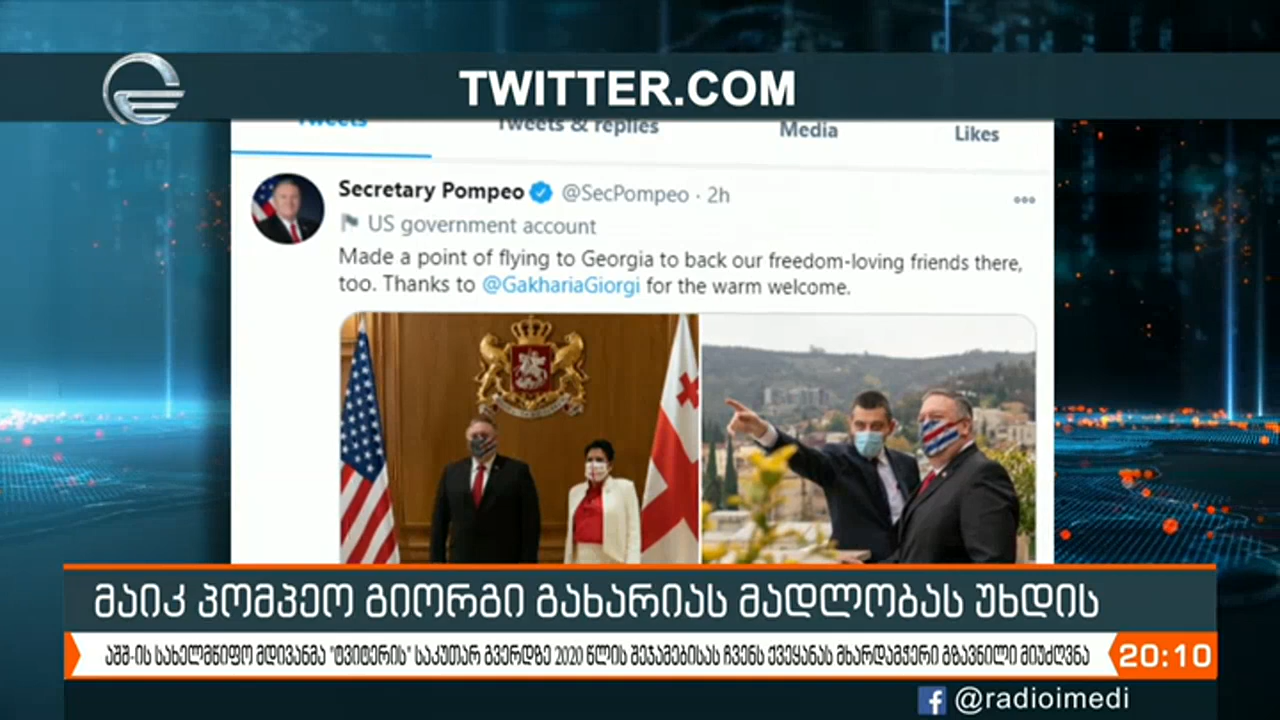 TWITTER.COM
Tweets Tweets & replies Media Likes
Secretary Pompeo @SecPompeo · 2h
US government account
Made a point of flying to Georgia to back our freedom-loving friends there,
too. Thanks to @GakhariaGiorgi for the warm welcome.
მაიკ პომპეო გიორგი გახარიას მადლობას უხდის
აშშ-ის სახელმწიფო მდივანმა "ტვიტერის" საკუთარ გვერდზე 2020 წლის შეჯამებისას ჩვენს ქვეყანას მხარდამჭერი გზავნილი მიუძღვნა
20:10
@radioimedi